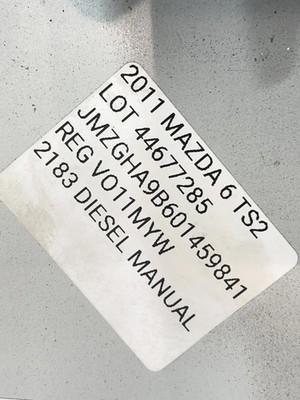 2011 MAZDA 6 TS2
LOT 44677285
JMZGHA9B601459841
REG VO11MYW
2183 DIESEL MANUAL